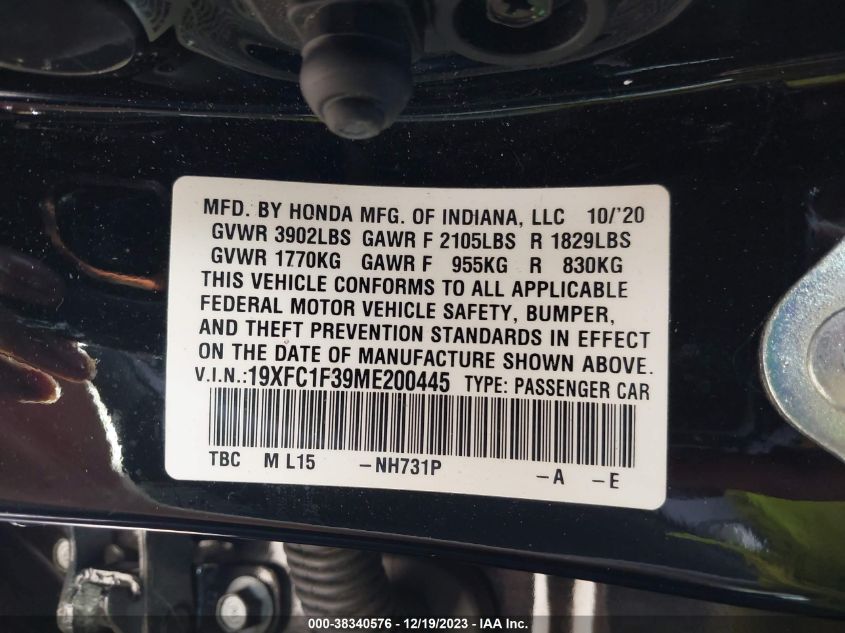 MFD. BY HONDA MFG. OF INDIANA, LLC 10/'20
GVWR 3902LBS GAWR F 2105LBS R 1829LBS
GVWR 1770KG GAWR F 955KG R 830KG
THIS VEHICLE CONFORMS TO ALL APPLICABLE
FEDERAL MOTOR VEHICLE SAFETY, BUMPER,
AND THEFT PREVENTION STANDARDS IN EFFECT
ON THE DATE OF MANUFACTURE SHOWN ABOVE.
V.I.N.:19XFC1F39ME200445 TYPE: PASSENGER CAR
TBC M L15 -NH731P -A -E
000-38340576 - 12/19/2023 - IAA Inc.